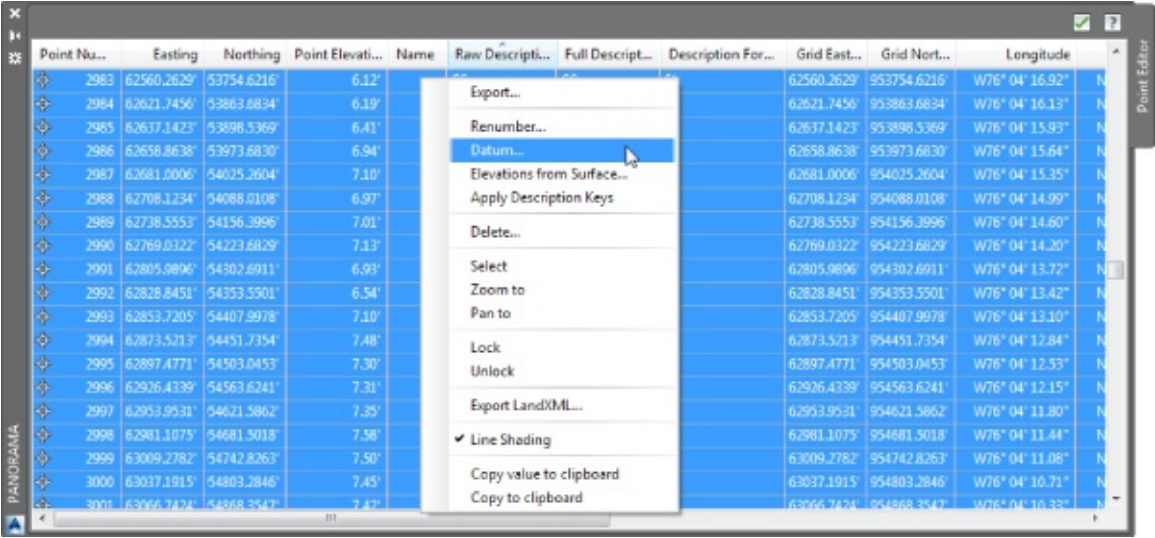 Point Nu... Easting Northing Point Elevati... Name Raw Descripti... Full Descript... Description For... Grid East... Grid Nort... Longitude
2983 62560.2629' 53754.6216' 6.12' 62560.2629' 953754.6216' W76° 04' 16.92" N
2984 62621.7456' 53863.6834' 6.19' 62621.7456' 953863.6834' W76° 04' 16.13" N
2985 62637.1423' 53898.5369' 6.41' 62637.1423' 953898.5369' W76° 04' 15.93" N
2986 62658.8638' 53973.6830' 6.94' 62658.8638' 953973.6830' W76° 04' 15.64" N
2987 62681.0006' 54025.2604' 7.10' 62681.0006' 954025.2604' W76° 04' 15.35" N
2988 62708.1234' 54088.0108' 6.97' 62708.1234' 954088.0108' W76° 04' 14.99" N
2989 62738.5553' 54156.3996' 7.01' 62738.5553' 954156.3996' W76° 04' 14.60" N
2990 62769.0322' 54223.6829' 7.13' 62769.0322' 954223.6829' W76° 04' 14.20" N
2991 62805.9896' 54302.6911' 6.93' 62805.9896' 954302.6911' W76° 04' 13.72" N
2992 62828.8451' 54353.5501' 6.54' 62828.8451' 954353.5501' W76° 04' 13.42" N
2993 62853.7205' 54407.9978' 7.10' 62853.7205' 954407.9978' W76° 04' 13.10" N
2994 62873.5213' 54451.7354' 7.48' 62873.5213' 954451.7354' W76° 04' 12.84" N
2995 62897.4771' 54503.0453' 7.30' 62897.4771' 954503.0453' W76° 04' 12.53" N
2996 62926.4339' 54563.6241' 7.31' 62926.4339' 954563.6241' W76° 04' 12.15" N
2997 62953.9531' 54621.5862' 7.35' 62953.9531' 954621.5862' W76° 04' 11.80" N
2998 62981.1075' 54681.5018' 7.58' 62981.1075' 954681.5018' W76° 04' 11.44" N
2999 63009.2782' 54742.8263' 7.50' 63009.2782' 954742.8263' W76° 04' 11.08" N
3000 63037.1915' 54803.2846' 7.45' 63037.1915' 954803.2846' W76° 04' 10.71" N
3001 63066.7424' 54868.3547' 7.42' 63066.7424' 954868.3547' W76° 04' 10.33" N
Export...
Renumber...
Datum...
Elevations from Surface...
Apply Description Keys
Delete...
Select
Zoom to
Pan to
Lock
Unlock
Export LandXML...
Line Shading
Copy value to clipboard
Copy to clipboard
Point Editor
PANORAMA